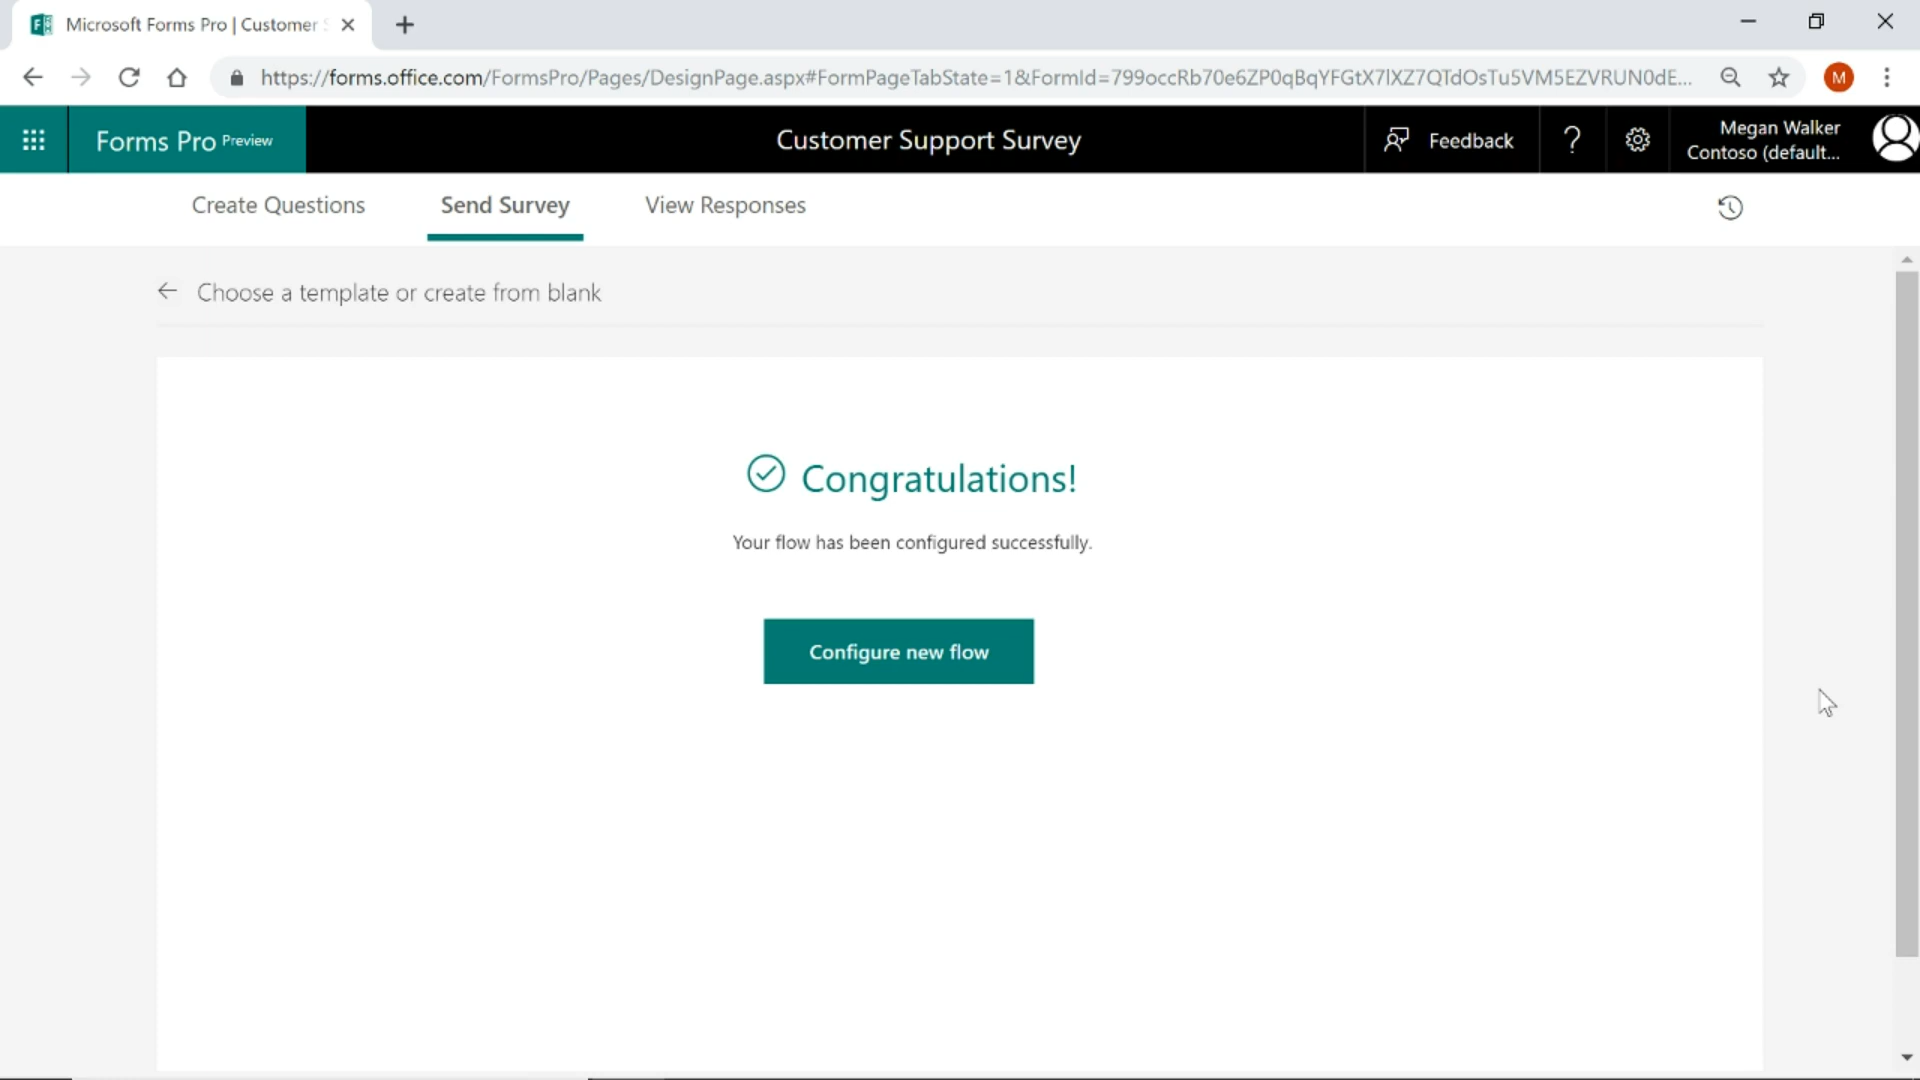 Microsoft Forms Pro | Customer
https://forms.office.com/FormsPro/Pages/DesignPage.aspx#FormPageTabState=1&FormId=799occRb70e6ZP0qBqYFGtX7lXZ7QTdOsTu5VM5EZVRUN0dE...
M
Forms Pro Preview
Customer Support Survey
Feedback
?
Megan Walker
Contoso (default...
Create Questions
Send Survey
View Responses
Choose a template or create from blank
Congratulations!
Your flow has been configured successfully.
Configure new flow